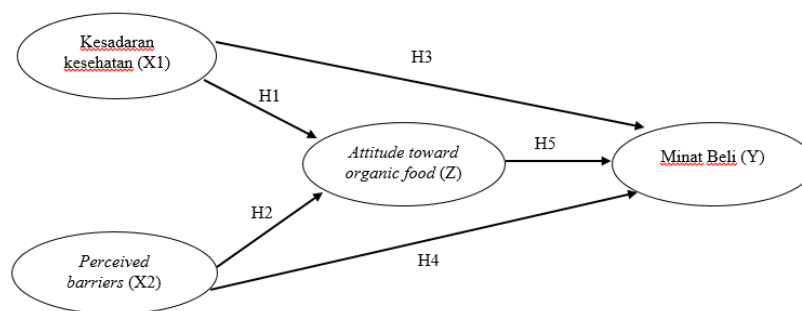 Kesadaran
kesehatan (X1)
H3
H1
Attitude toward
organic food (Z)
H5
Minat Beli (Y)
H2
Perceived
barriers (X2)
H4